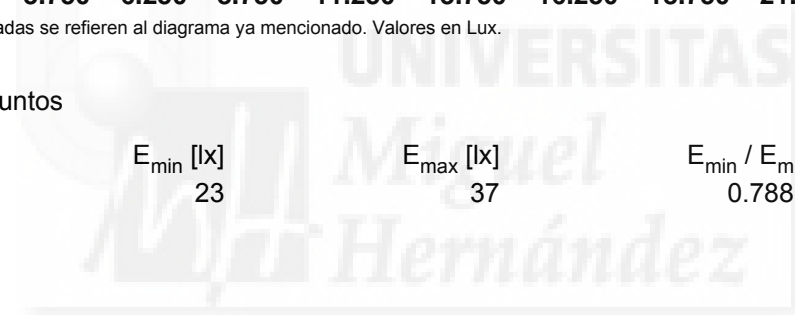 adas se refieren al diagrama ya mencionado. Valores en Lux.
UNIVERSITAS
Miguel
Hernández
untos
E_min [lx] E_max [lx] E_min / E_m
23 37 0.788